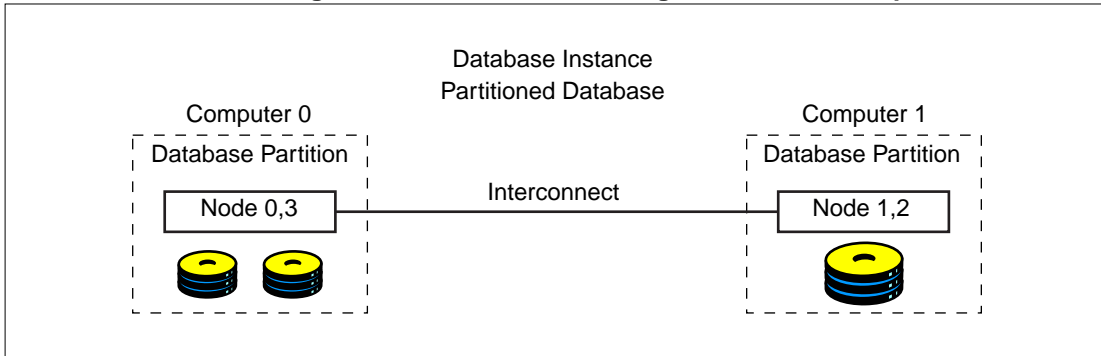 Database Instance
Partitioned Database
Computer 0
Computer 1
Database Partition
Database Partition
Interconnect
Node 0,3
Node 1,2